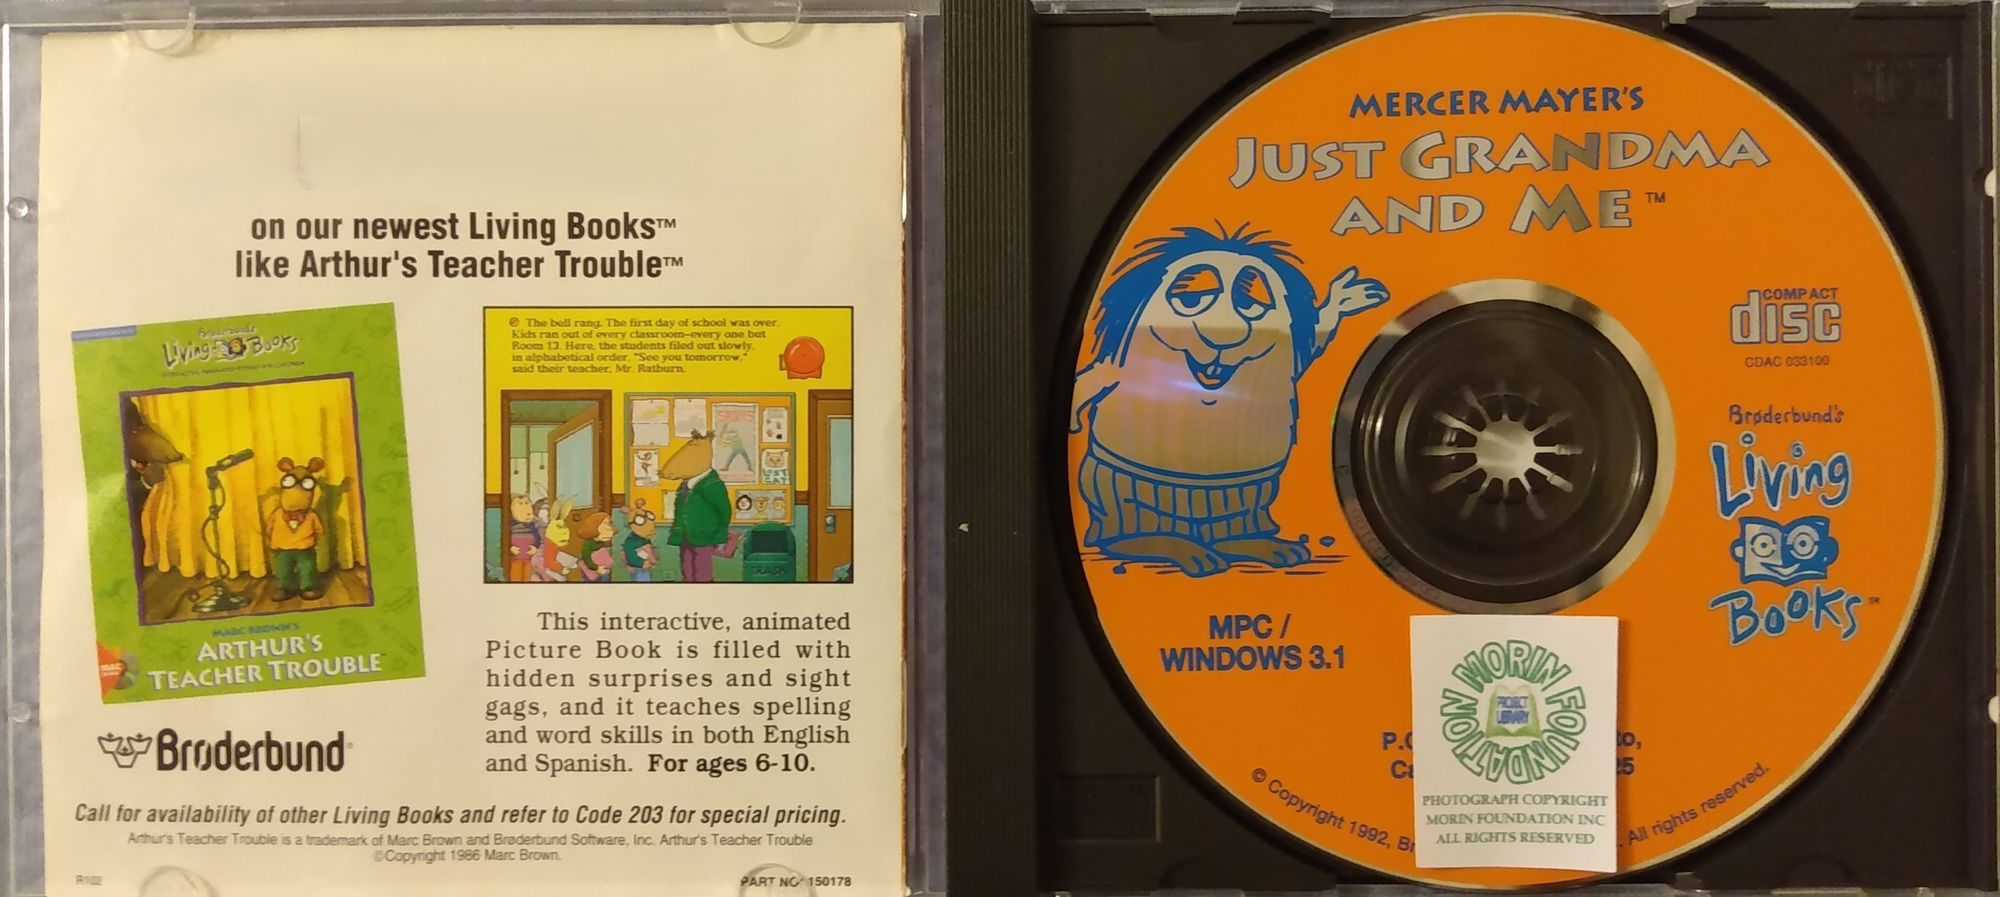 on our newest Living Books™
like Arthur's Teacher Trouble™
Brøderbund's
Living Books
MARC BROWN'S
ARTHUR'S
TEACHER TROUBLE
The bell rang. The first day of school was over.
Kids ran out of every classroom–every one but
Room 13. Here, the students filed out slowly,
in alphabetical order. "See you tomorrow,"
said their teacher, Mr. Ratburn.
SPORTS
LOST
CAT
TRASH
This interactive, animated
Picture Book is filled with
hidden surprises and sight
gags, and it teaches spelling
and word skills in both English
and Spanish. For ages 6-10.
Brøderbund®
Call for availability of other Living Books and refer to Code 203 for special pricing.
Arthur's Teacher Trouble is a trademark of Marc Brown and Brøderbund Software, Inc. Arthur's Teacher Trouble
©Copyright 1986 Marc Brown.
R102
PART NO. 150178
MERCER MAYER'S
JUST GRANDMA
AND ME™
COMPACT
disc
CDAC 033100
Brøderbund's
Living
Books™
MPC /
WINDOWS 3.1
© Copyright 1992, All rights reserved.
MORIN FOUNDATION
PROJECT
LIBRARY
PHOTOGRAPH COPYRIGHT
MORIN FOUNDATION INC
ALL RIGHTS RESERVED